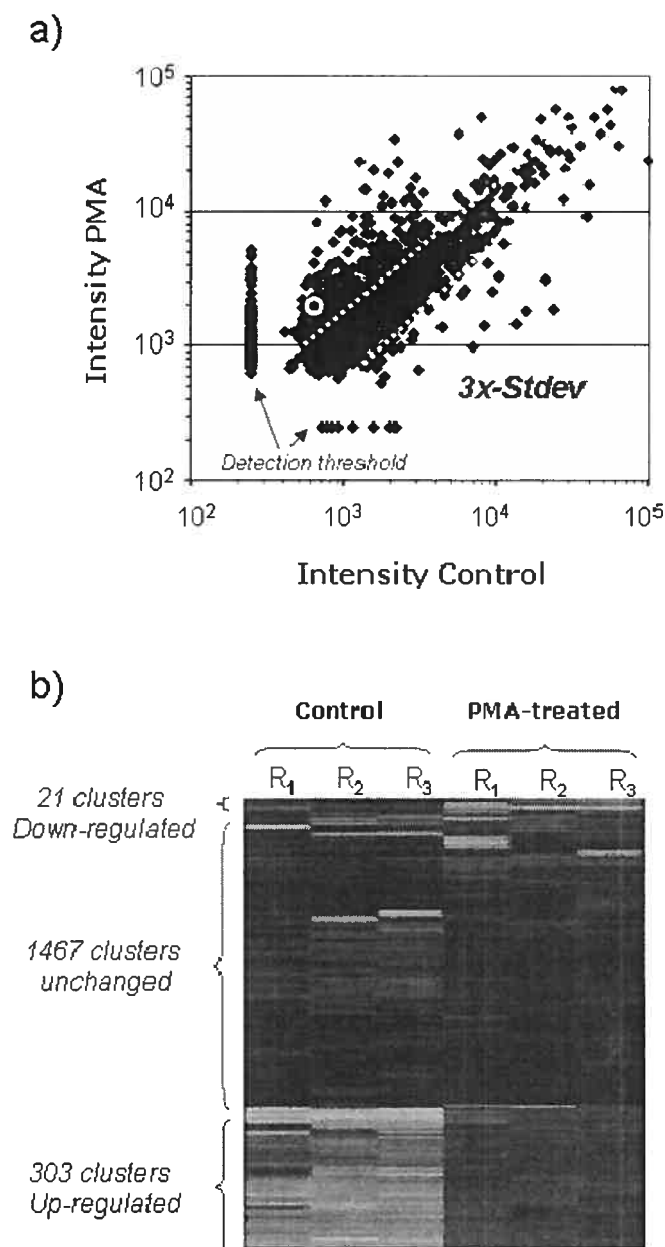 a)
10⁵
10⁴
10³
10²
Intensity PMA
3x-Stdev
Detection threshold
10² 10³ 10⁴ 10⁵
Intensity Control
b)
Control PMA-treated
R₁ R₂ R₃ R₁ R₂ R₃
21 clusters
Down-regulated
1467 clusters
unchanged
303 clusters
Up-regulated